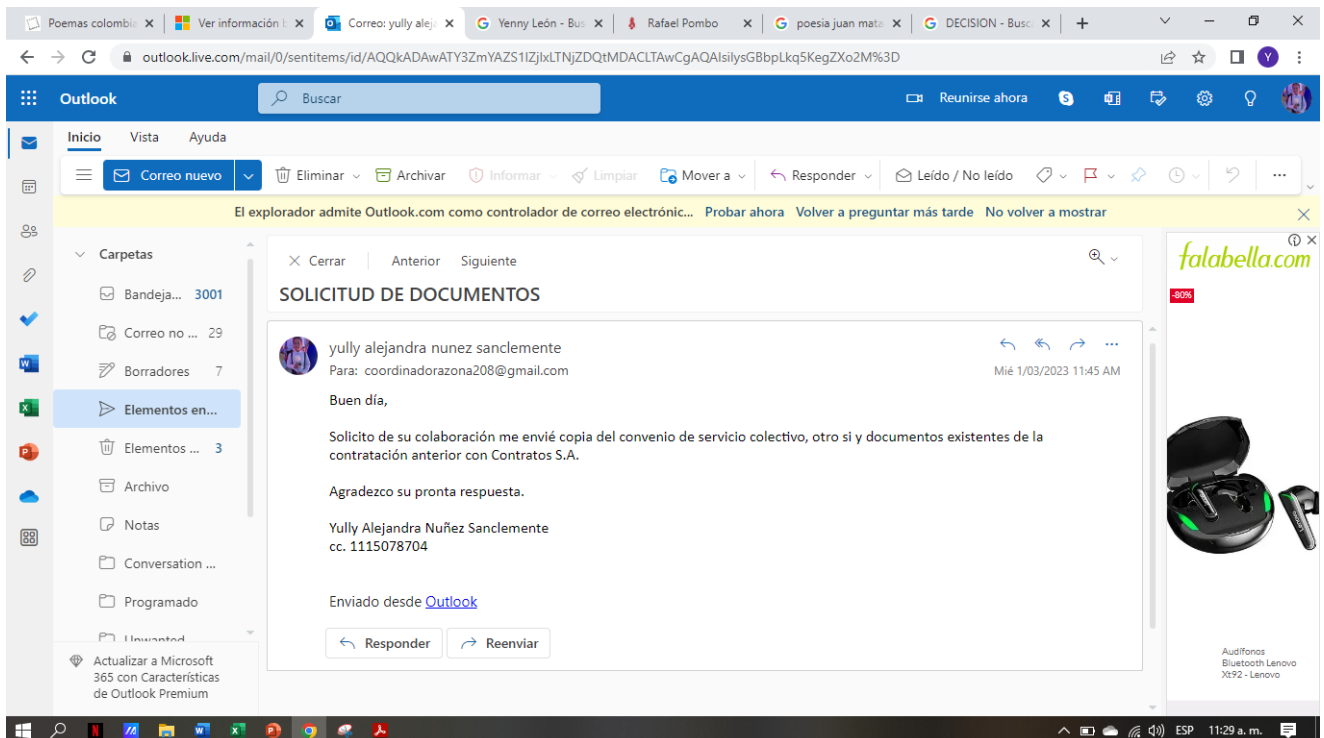 Poemas colombia
Ver información b
Correo: yully aleja
Yenny León - Bus
Rafael Pombo
poesia juan mata
DECISION - Busc
outlook.live.com/mail/0/sentitems/id/AQQkADAwATY3ZmYAZS1lZjlxLTNjZDQtMDACLTAwCgAQAIsilysGBbpLkq5KegZXo2M%3D
Y
Outlook
Buscar
Reunirse ahora
Inicio Vista Ayuda
Correo nuevo Eliminar Archivar Informar Limpiar Mover a Responder Leído / No leído
El explorador admite Outlook.com como controlador de correo electrónic... Probar ahora Volver a preguntar más tarde No volver a mostrar
Carpetas
Bandeja... 3001
Correo no ... 29
Borradores 7
Elementos en...
Elementos ... 3
Archivo
Notas
Conversation ...
Programado
Unwanted
Actualizar a Microsoft
365 con Características
de Outlook Premium
Cerrar Anterior Siguiente
SOLICITUD DE DOCUMENTOS
yully alejandra nunez sanclemente
Para: coordinadorazona208@gmail.com
Mié 1/03/2023 11:45 AM
Buen día,
Solicito de su colaboración me envié copia del convenio de servicio colectivo, otro si y documentos existentes de la
contratación anterior con Contratos S.A.
Agradezco su pronta respuesta.
Yully Alejandra Nuñez Sanclemente
cc. 1115078704
Enviado desde Outlook
Responder Reenviar
falabella.com
-80%
Lenovo
Audífonos
Bluetooth Lenovo
Xt92 - Lenovo
ESP 11:29 a. m.